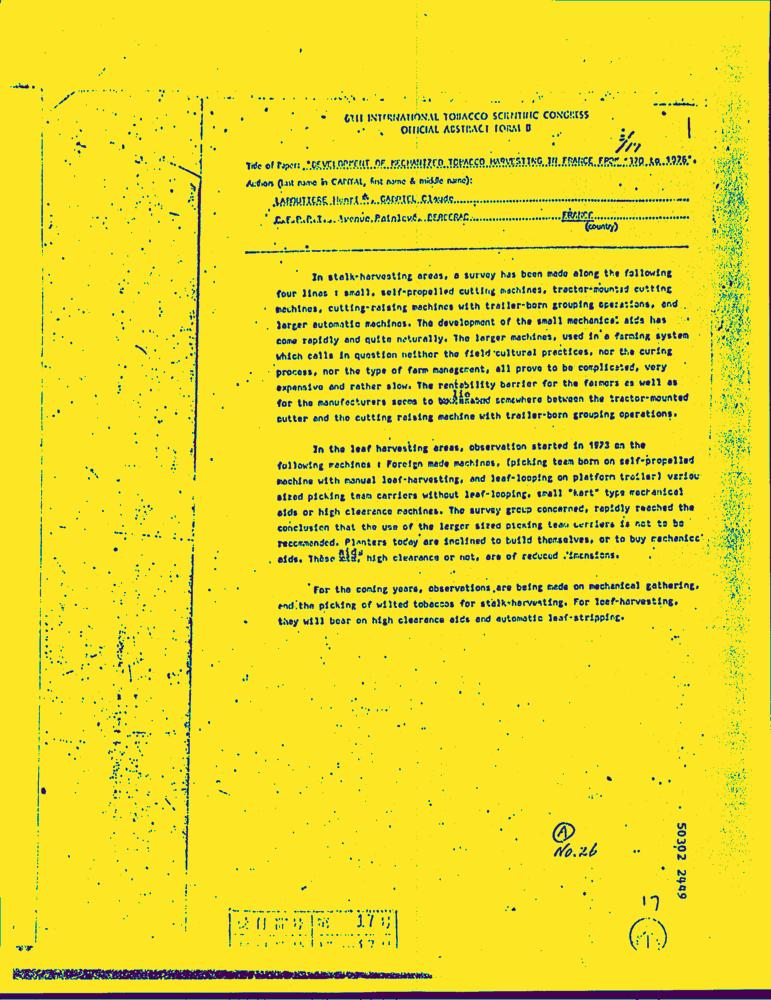 6TH INTERNATIONAL TOBACCO SCIENTIFIC CONGRESS
OFFICIAL ABSTRACT FORM B
Title of Paper: "DEVELOPMENT OF MECHANIZED TOBACCO HARVESTING IN FRANCE FROM 1970 to 1976".
Authors (last name in CAPITAL, first name & middle name):
Henri , GABRIEL Claude
Avenue BERGERAC FRANCE
(country)
In stalk-harvesting areas, a survey has been made along the following
four lines : small, self-propelled cutting machines, tractor-mounted cutting
machines, cutting-raising machines with trailer-born grouping operations, and
larger automatic machines. The development of the small mechanical aids has
come rapidly and quite naturally. The larger machines, used in a farming system
which calls in question neither the field cultural practices, nor the curing
process, nor the type of farm management, all prove to be complicated, very
expensive and rather slow. The rentability barrier for the farmers as well as
for the manufacturers seems to lie somewhere between the tractor-mounted
cutter and the cutting reising machine with trailer-born grouping operations.
In the leaf harvesting areas, observation started in 1973 on the
following machines : Foreign made machines, (picking team born on self-propelled
machine with manual leaf-harvesting, and leaf-looping on platform trailer) variou
sized picking team carriers without leaf-looping, small "kart" type mechanical
aids or high clearance machines. The survey group concerned, rapidly reached the
conclusion that the use of the larger sized picking team carriers is not to be
recommended. Planters today are inclined to build themselves, or to buy mechanic
aids. These aids, high clearance or not, are of reduced dimensions.
For the coming years, observations are being made on mechanical gathering,
and the picking of wilted tobaccos for stalk-harvesting. For leaf-harvesting,
they will bear on high clearance aids and automatic leaf-stripping.
A
No.26
50302 2449
17